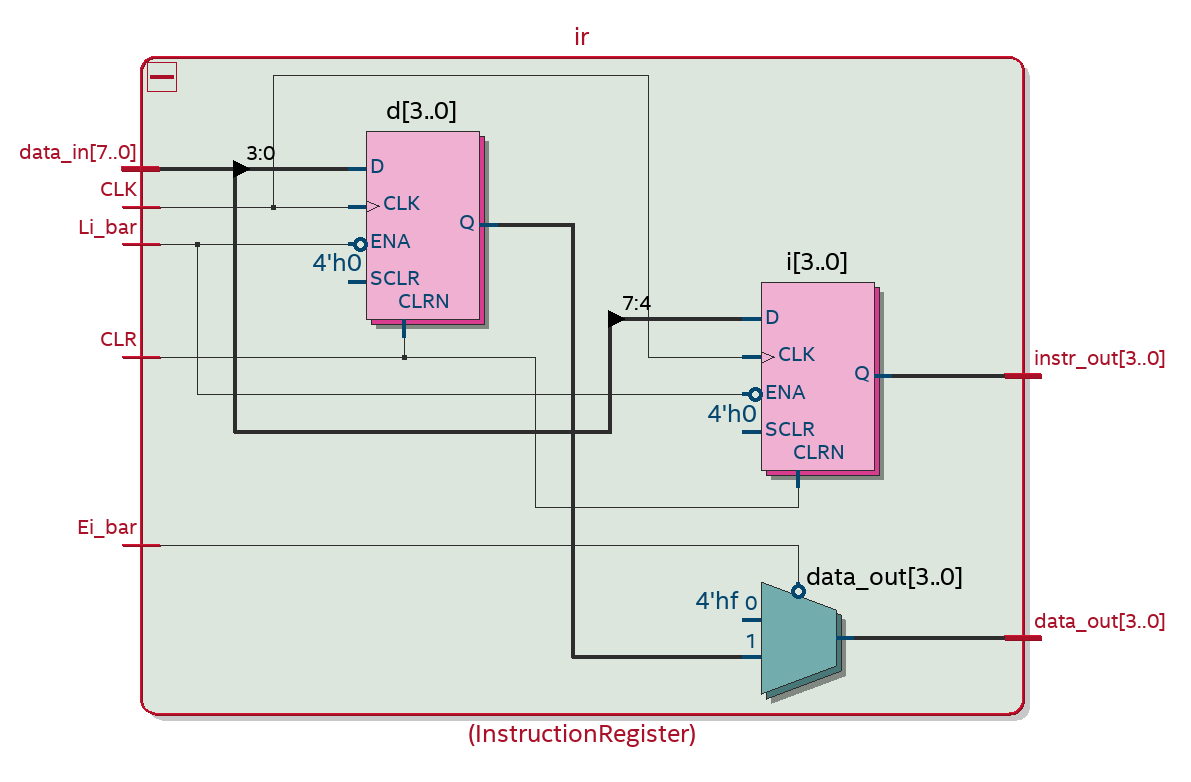 ir
data_in[7..0]
CLK
Li_bar
CLR
Ei_bar
3:0
d[3..0]
D
CLK
ENA
4'h0
SCLR
CLRN
Q
7:4
i[3..0]
D
CLK
ENA
4'h0
SCLR
CLRN
Q
instr_out[3..0]
data_out[3..0]
4'hf 0
1
data_out[3..0]
(InstructionRegister)